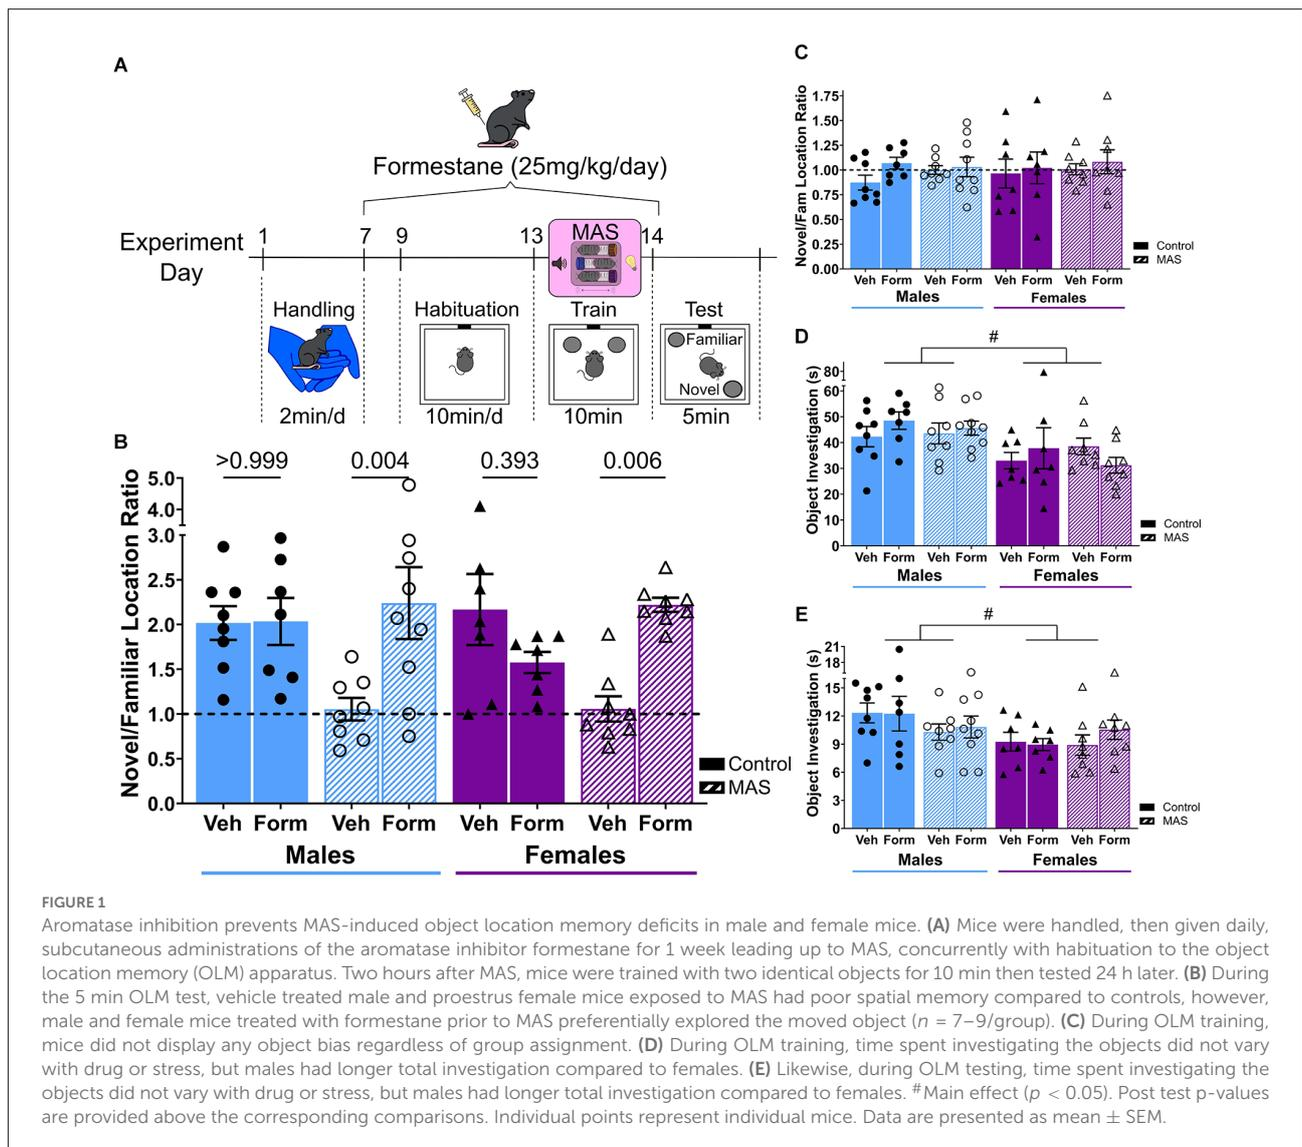 A
Formestane (25mg/kg/day)
Experiment
Day
1 7 9 13 MAS 14
Handling Habituation Train Test
Familiar
Novel
2min/d 10min/d 10min 5min
B
>0.999 0.004 0.393 0.006
Novel/Familiar Location Ratio
5.0
4.0
3.0
2.5
2.0
1.5
1.0
0.5
0.0
Control
MAS
Veh Form Veh Form Veh Form Veh Form
Males Females
C
Novel/Fam Location Ratio
1.75
1.50
1.25
1.00
0.75
0.50
0.25
0.00
Control
MAS
Veh Form Veh Form Veh Form Veh Form
Males Females
D
#
Object Investigation (s)
80
60
50
40
30
20
10
0
Control
MAS
Veh Form Veh Form Veh Form Veh Form
Males Females
E
#
Object Investigation (s)
21
18
15
12
9
6
3
0
Control
MAS
Veh Form Veh Form Veh Form Veh Form
Males Females
FIGURE 1
Aromatase inhibition prevents MAS-induced object location memory deficits in male and female mice. (A) Mice were handled, then given daily,
subcutaneous administrations of the aromatase inhibitor formestane for 1 week leading up to MAS, concurrently with habituation to the object
location memory (OLM) apparatus. Two hours after MAS, mice were trained with two identical objects for 10 min then tested 24 h later. (B) During
the 5 min OLM test, vehicle treated male and proestrus female mice exposed to MAS had poor spatial memory compared to controls, however,
male and female mice treated with formestane prior to MAS preferentially explored the moved object (n = 7–9/group). (C) During OLM training,
mice did not display any object bias regardless of group assignment. (D) During OLM training, time spent investigating the objects did not vary
with drug or stress, but males had longer total investigation compared to females. (E) Likewise, during OLM testing, time spent investigating the
objects did not vary with drug or stress, but males had longer total investigation compared to females. #Main effect (p < 0.05). Post test p-values
are provided above the corresponding comparisons. Individual points represent individual mice. Data are presented as mean ± SEM.